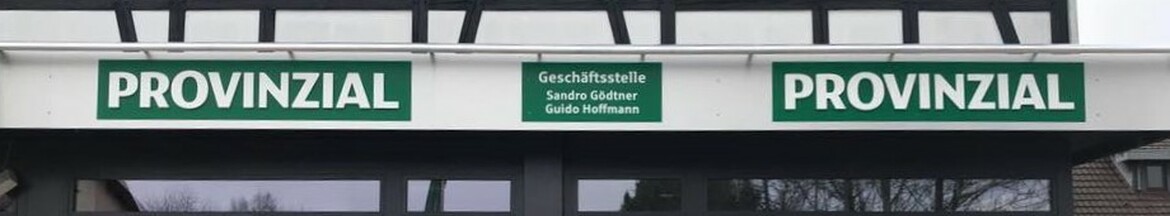 PROVINZIAL
Geschäftsstelle
Sandro Gödtner
Guido Hoffmann
PROVINZIAL